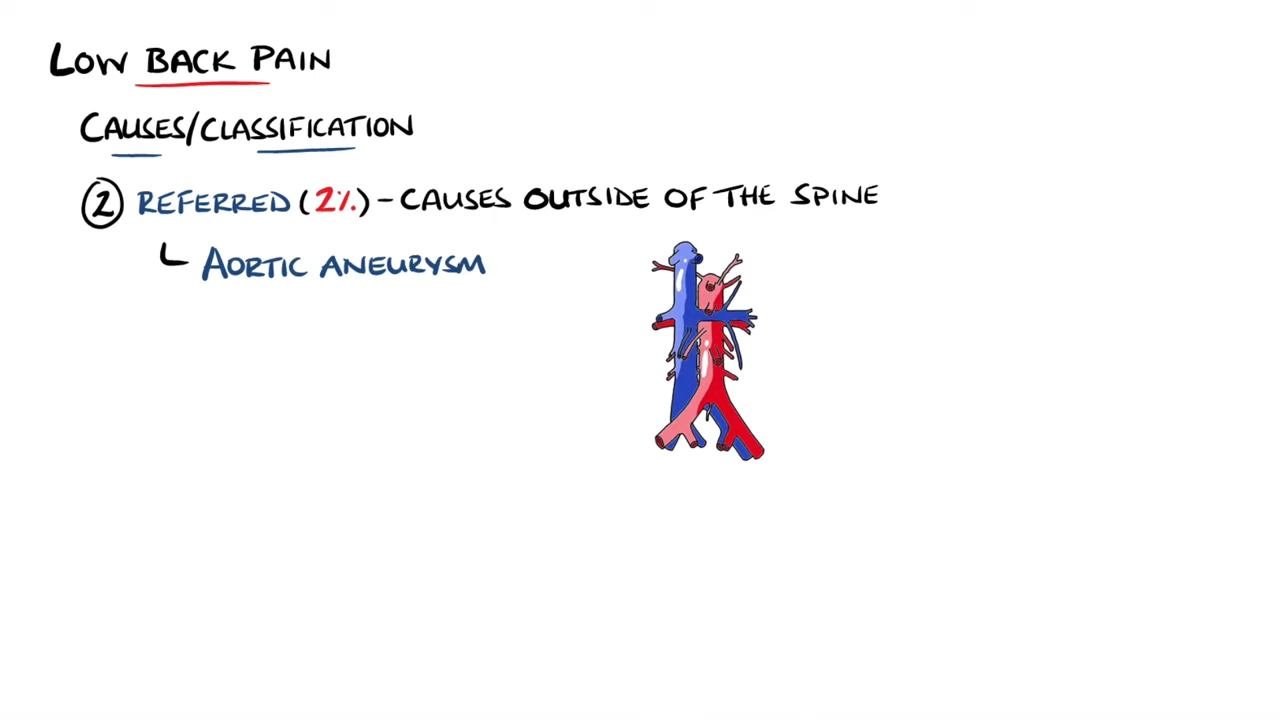 LOW BACK PAIN
CAUSES/CLASSIFICATION
② REFERRED (2%) - CAUSES OUTSIDE OF THE SPINE
AORTIC ANEURYSM